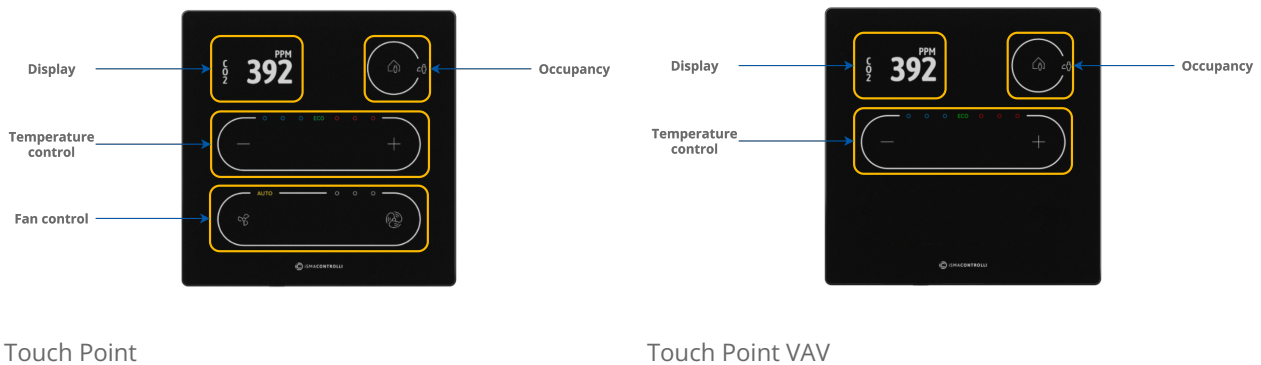 Display
PPM
CO2
392
Occupancy
Temperature
control
ECO
Fan control
AUTO
iSMACONTROLLI
Touch Point
Display
PPM
CO2
392
Occupancy
Temperature
control
ECO
iSMACONTROLLI
Touch Point VAV